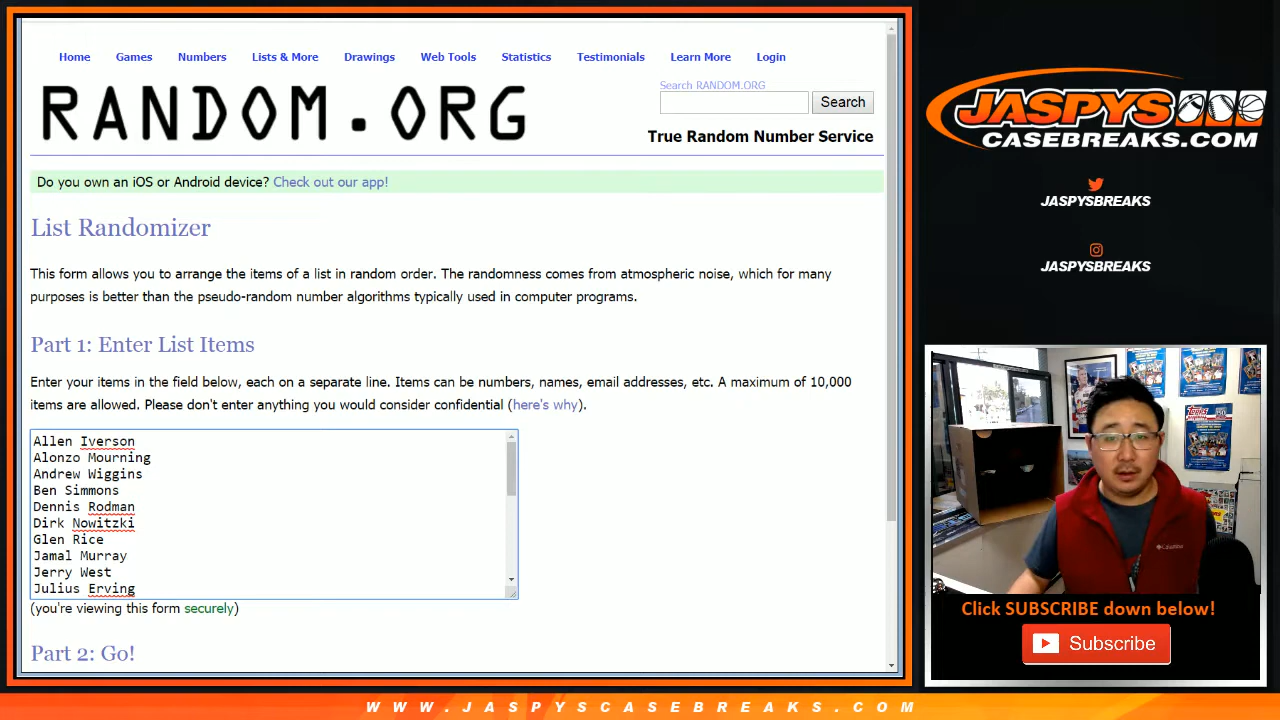 Home Games Numbers Lists & More Drawings Web Tools Statistics Testimonials Learn More Login
RANDOM.ORG
Search RANDOM.ORG
Search
True Random Number Service
Do you own an iOS or Android device? Check out our app!
List Randomizer
This form allows you to arrange the items of a list in random order. The randomness comes from atmospheric noise, which for many
purposes is better than the pseudo-random number algorithms typically used in computer programs.
Part 1: Enter List Items
Enter your items in the field below, each on a separate line. Items can be numbers, names, email addresses, etc. A maximum of 10,000
items are allowed. Please don't enter anything you would consider confidential (here's why).
Allen Iverson
Alonzo Mourning
Andrew Wiggins
Ben Simmons
Dennis Rodman
Dirk Nowitzki
Glen Rice
Jamal Murray
Jerry West
Julius Erving
(you're viewing this form securely)
Part 2: Go!
JASPYS
CASEBREAKS.COM
JASPYSBREAKS
JASPYSBREAKS
Topps
Columbia
Click SUBSCRIBE down below!
Subscribe
WWW.JASPYSCASEBREAKS.COM